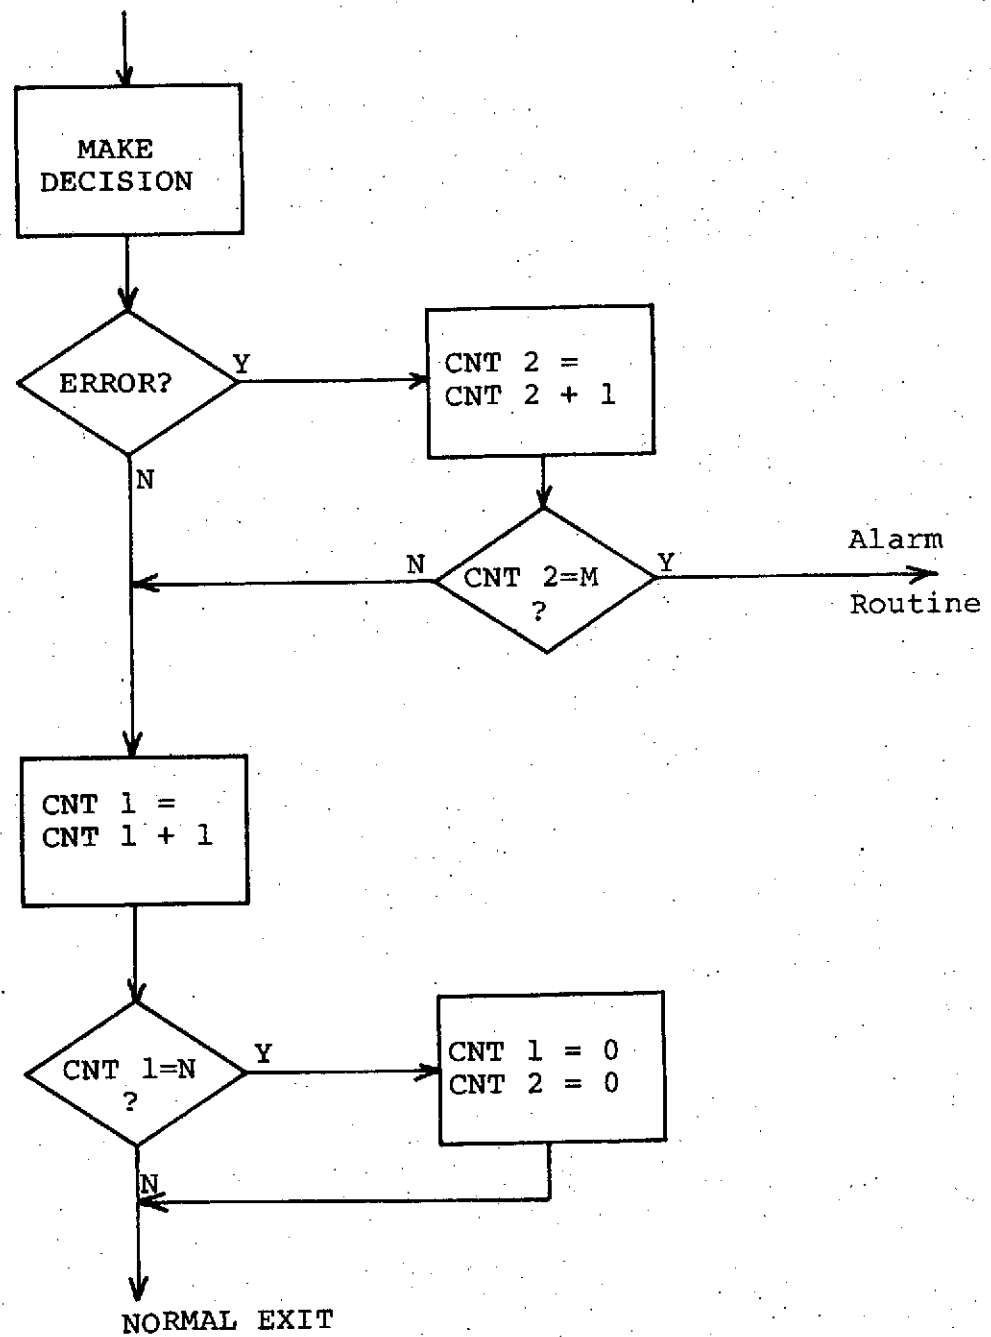 MAKE
DECISION
ERROR?
Y
N
CNT 2 =
CNT 2 + 1
CNT 2=M
?
N
Y
Alarm
Routine
CNT 1 =
CNT 1 + 1
CNT 1=N
?
Y
N
CNT 1 = 0
CNT 2 = 0
NORMAL EXIT